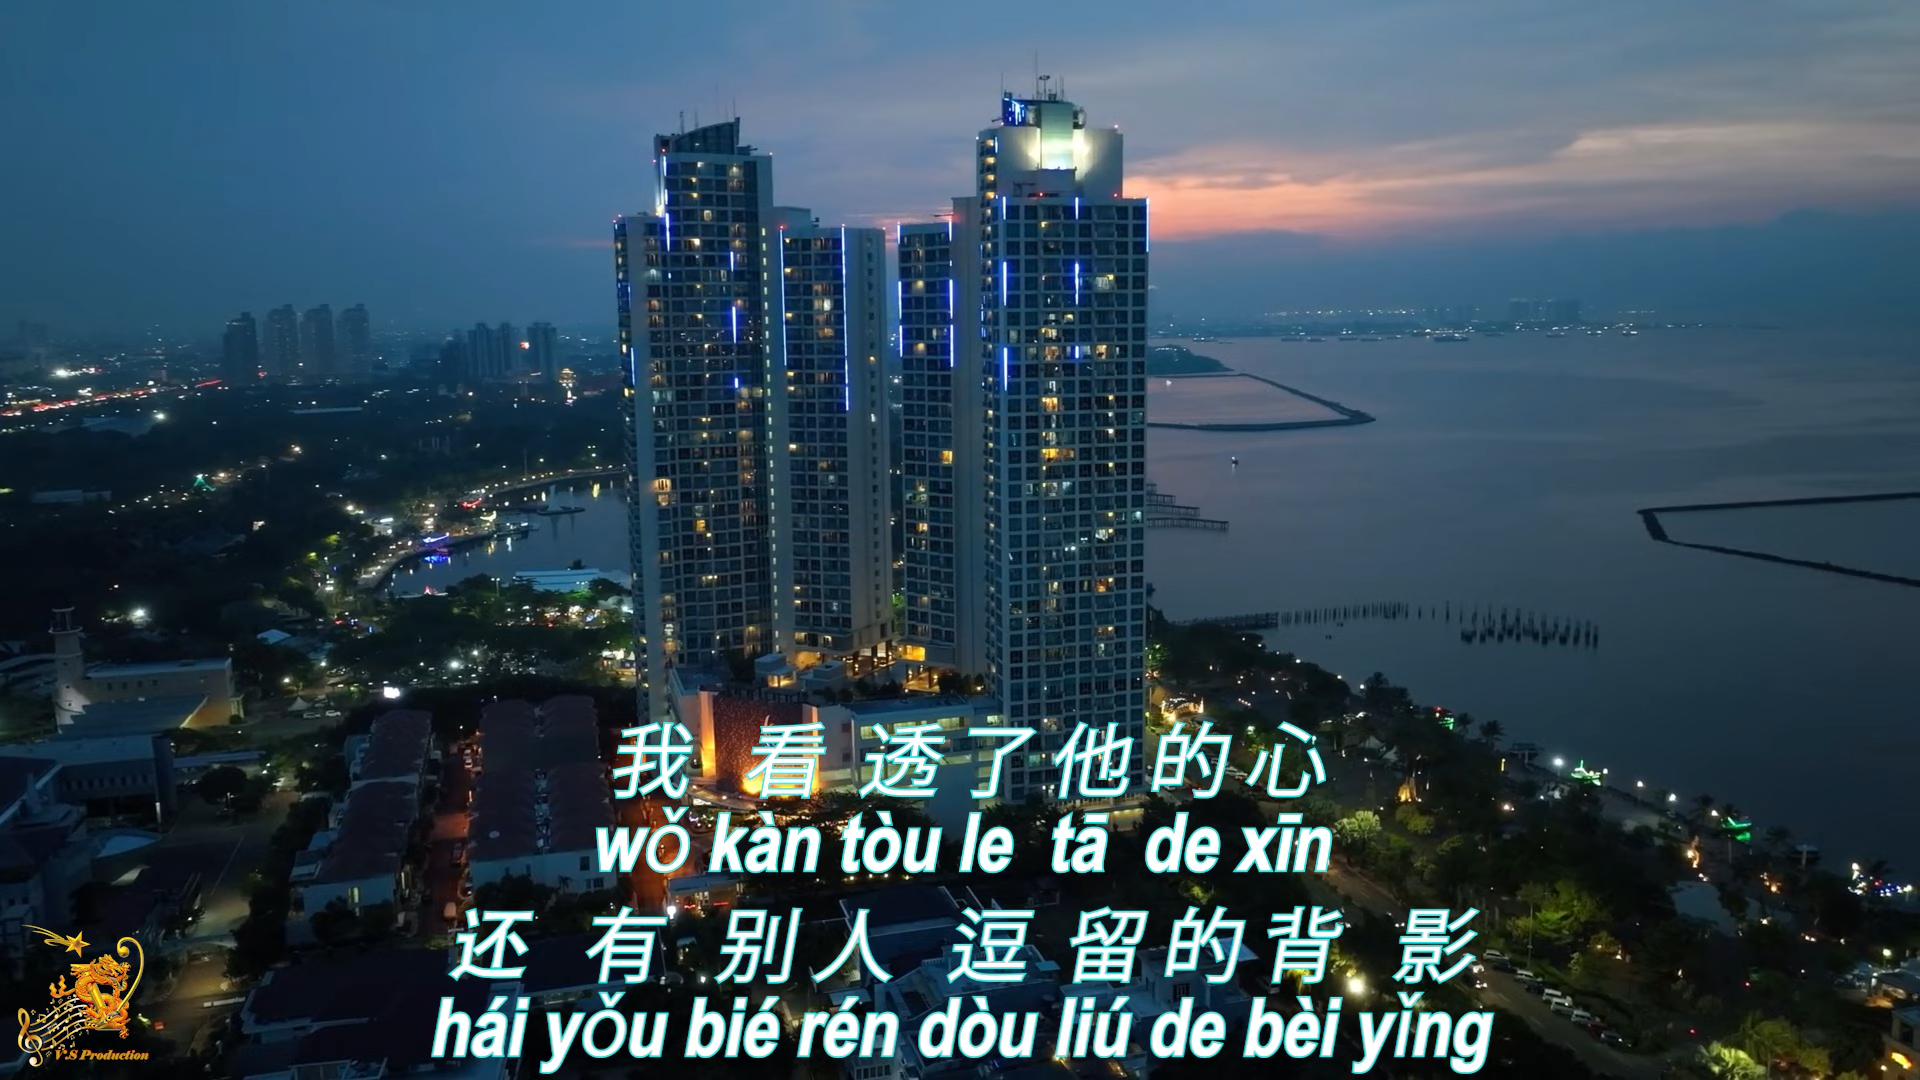 我 看 透了他的心
wǒ kàn tòu le tā de xīn
还 有 别人 逗 留的背 影
hái yǒu bié rén dòu liú de bèi yǐng
V.S Production